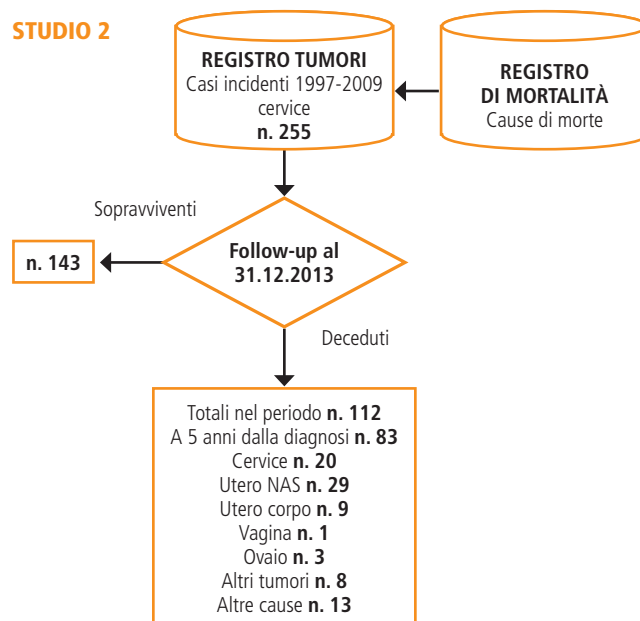 STUDIO 2
REGISTRO TUMORI
Casi incidenti 1997-2009
cervice
n. 255
REGISTRO
DI MORTALITÀ
Cause di morte
Sopravviventi
n. 143
Follow-up al
31.12.2013
Deceduti
Totali nel periodo n. 112
A 5 anni dalla diagnosi n. 83
Cervice n. 20
Utero NAS n. 29
Utero corpo n. 9
Vagina n. 1
Ovaio n. 3
Altri tumori n. 8
Altre cause n. 13